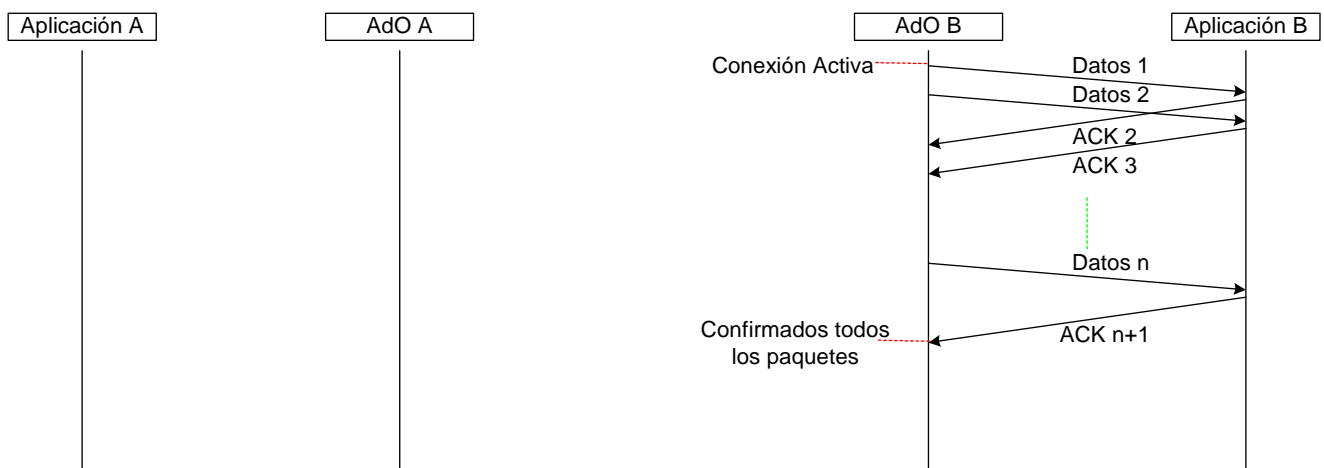 Aplicación A
AdO A
AdO B
Aplicación B
Conexión Activa
Datos 1
Datos 2
ACK 2
ACK 3
Datos n
Confirmados todos
los paquetes
ACK n+1